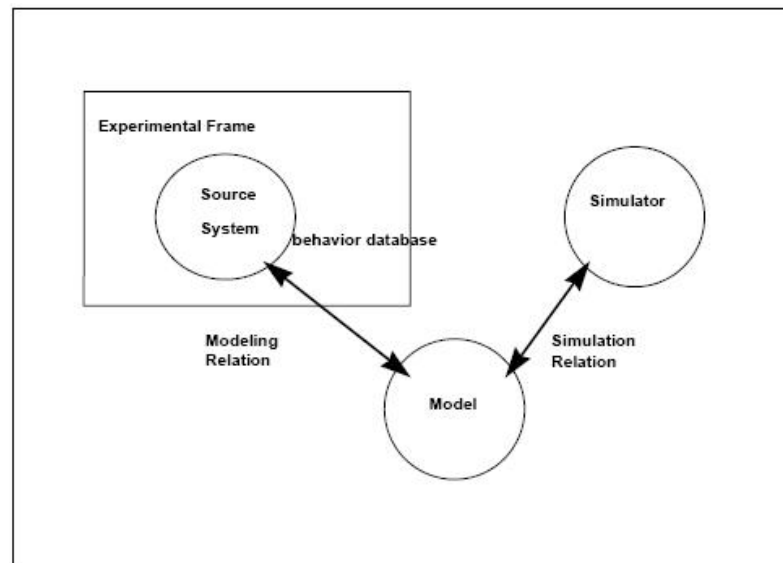 Experimental Frame
Source
System
behavior database
Simulator
Modeling
Relation
Simulation
Relation
Model